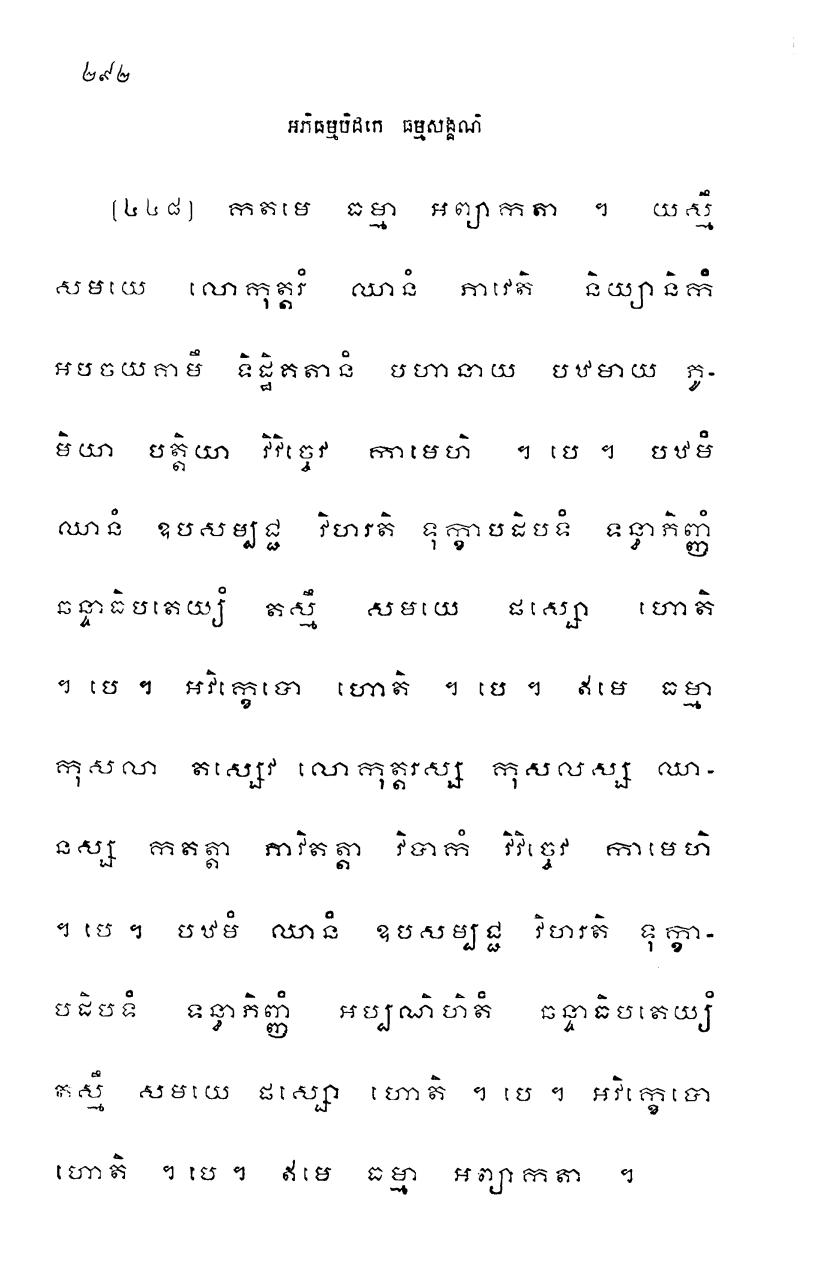 ២៩២
អភិធម្មបិដកេ ធម្មសង្គណិ
(៤៤៨) កតមេ ធម្មា អព្យាកតា ។ យស្មឹ
សមយេ លោកុត្តរំ ឈានំ ភាវេតិ និយ្យានិកំ
អបចយគាមឹ ទិដ្ឋិគតានំ បហានាយ បឋមាយ ភូ-
មិយា បត្តិយា វិវិច្ចេវ កាមេហិ ។ បេ ។ បឋមំ
ឈានំ ឧបសម្បជ្ជ វិហរតិ ទុក្ខាបដិបទំ ទន្ធាភិញ្ញំ
ឆន្ទាធិបតេយ្យំ តស្មឹ សមយេ ផស្សោ ហោតិ
។ បេ ។ អវិក្ខេបោ ហោតិ ។ បេ ។ ឥមេ ធម្មា
កុសលា តស្សេវ លោកុត្តរស្ស កុសលស្ស ឈា-
នស្ស កតត្តា ភាវិតត្តា វិបាកំ វិវិច្ចេវ កាមេហិ
។ បេ ។ បឋមំ ឈានំ ឧបសម្បជ្ជ វិហរតិ ទុក្ខា-
បដិបទំ ទន្ធាភិញ្ញំ អប្បណិហិតំ ឆន្ទាធិបតេយ្យំ
តស្មឹ សមយេ ផស្សោ ហោតិ ។ បេ ។ អវិក្ខេបោ
ហោតិ ។ បេ ។ ឥមេ ធម្មា អព្យាកតា ។